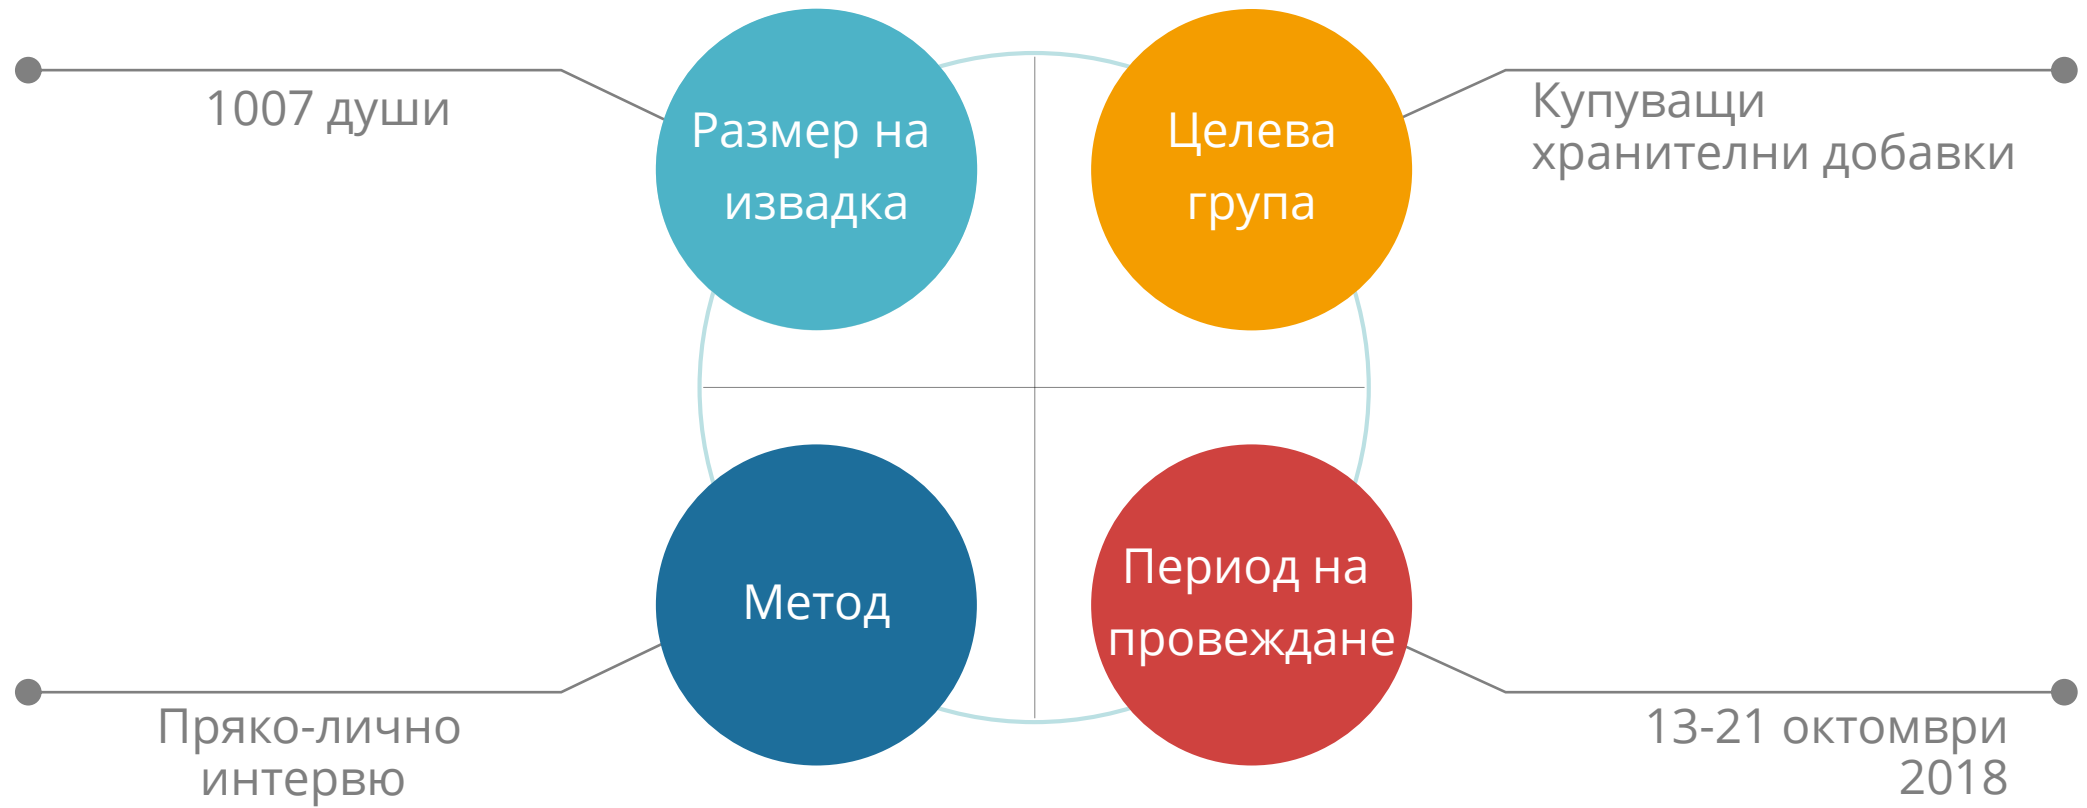 1007 души
Размер на
извадка
Целева
група
Купуващи
хранителни добавки
Метод
Пряко-лично
интервю
Период на
провеждане
13-21 октомври
2018